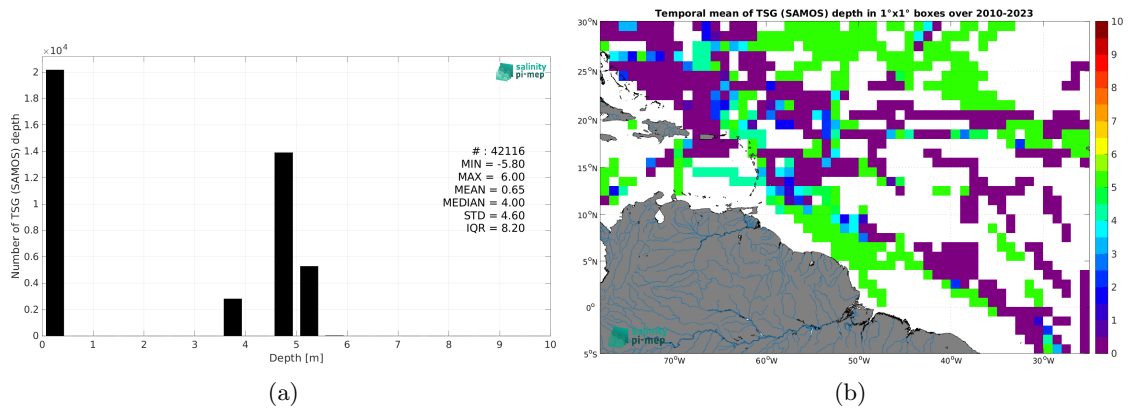 ×10⁴
2
1.8
1.6
1.4
1.2
1
0.8
0.6
0.4
0.2
0
Number of TSG (SAMOS) depth
0 1 2 3 4 5 6 7 8 9 10
Depth [m]
salinity
pi-mep
# : 42116
MIN = -5.80
MAX = 6.00
MEAN = 0.65
MEDIAN = 4.00
STD = 4.60
IQR = 8.20
(a)
Temporal mean of TSG (SAMOS) depth in 1°x1° boxes over 2010-2023
30°N
25°N
20°N
15°N
10°N
5°N
0°
5°S
70°W 60°W 50°W 40°W 30°W
salinity
pi-mep
10
9
8
7
6
5
4
3
2
1
0
(b)